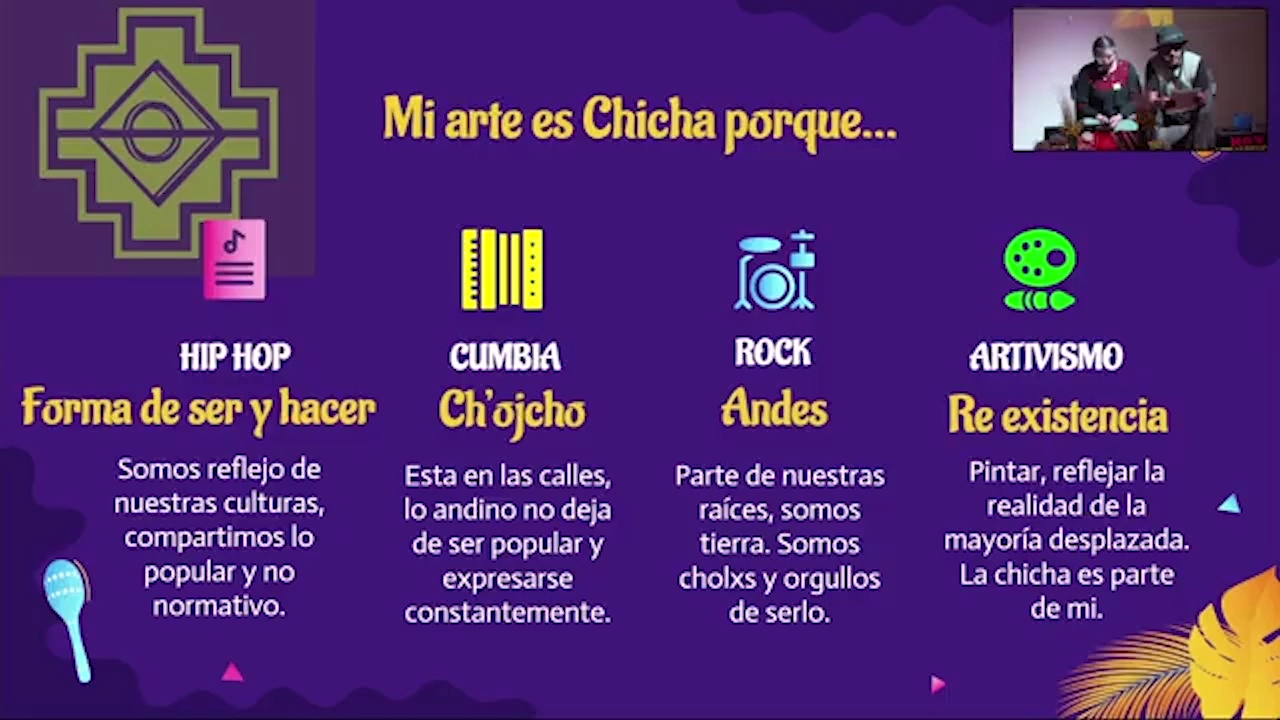 Mi arte es Chicha porque...
HIP HOP
Forma de ser y hacer
Somos reflejo de
nuestras culturas,
compartimos lo
popular y no
normativo.
CUMBIA
Ch'ojcho
Esta en las calles,
lo andino no deja
de ser popular y
expresarse
constantemente.
ROCK
Andes
Parte de nuestras
raíces, somos
tierra. Somos
cholxs y orgullos
de serlo.
ARTIVISMO
Re existencia
Pintar, reflejar la
realidad de la
mayoría desplazada.
La chicha es parte
de mi.